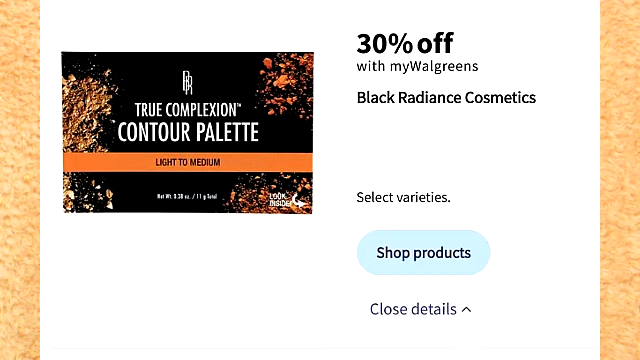 TRUE COMPLEXION™
CONTOUR PALETTE
LIGHT TO MEDIUM
Net Wt. 0.38 oz. / 11 g Total
LOOK
INSIDE
30% off
with myWalgreens
Black Radiance Cosmetics
Select varieties.
Shop products
Close details